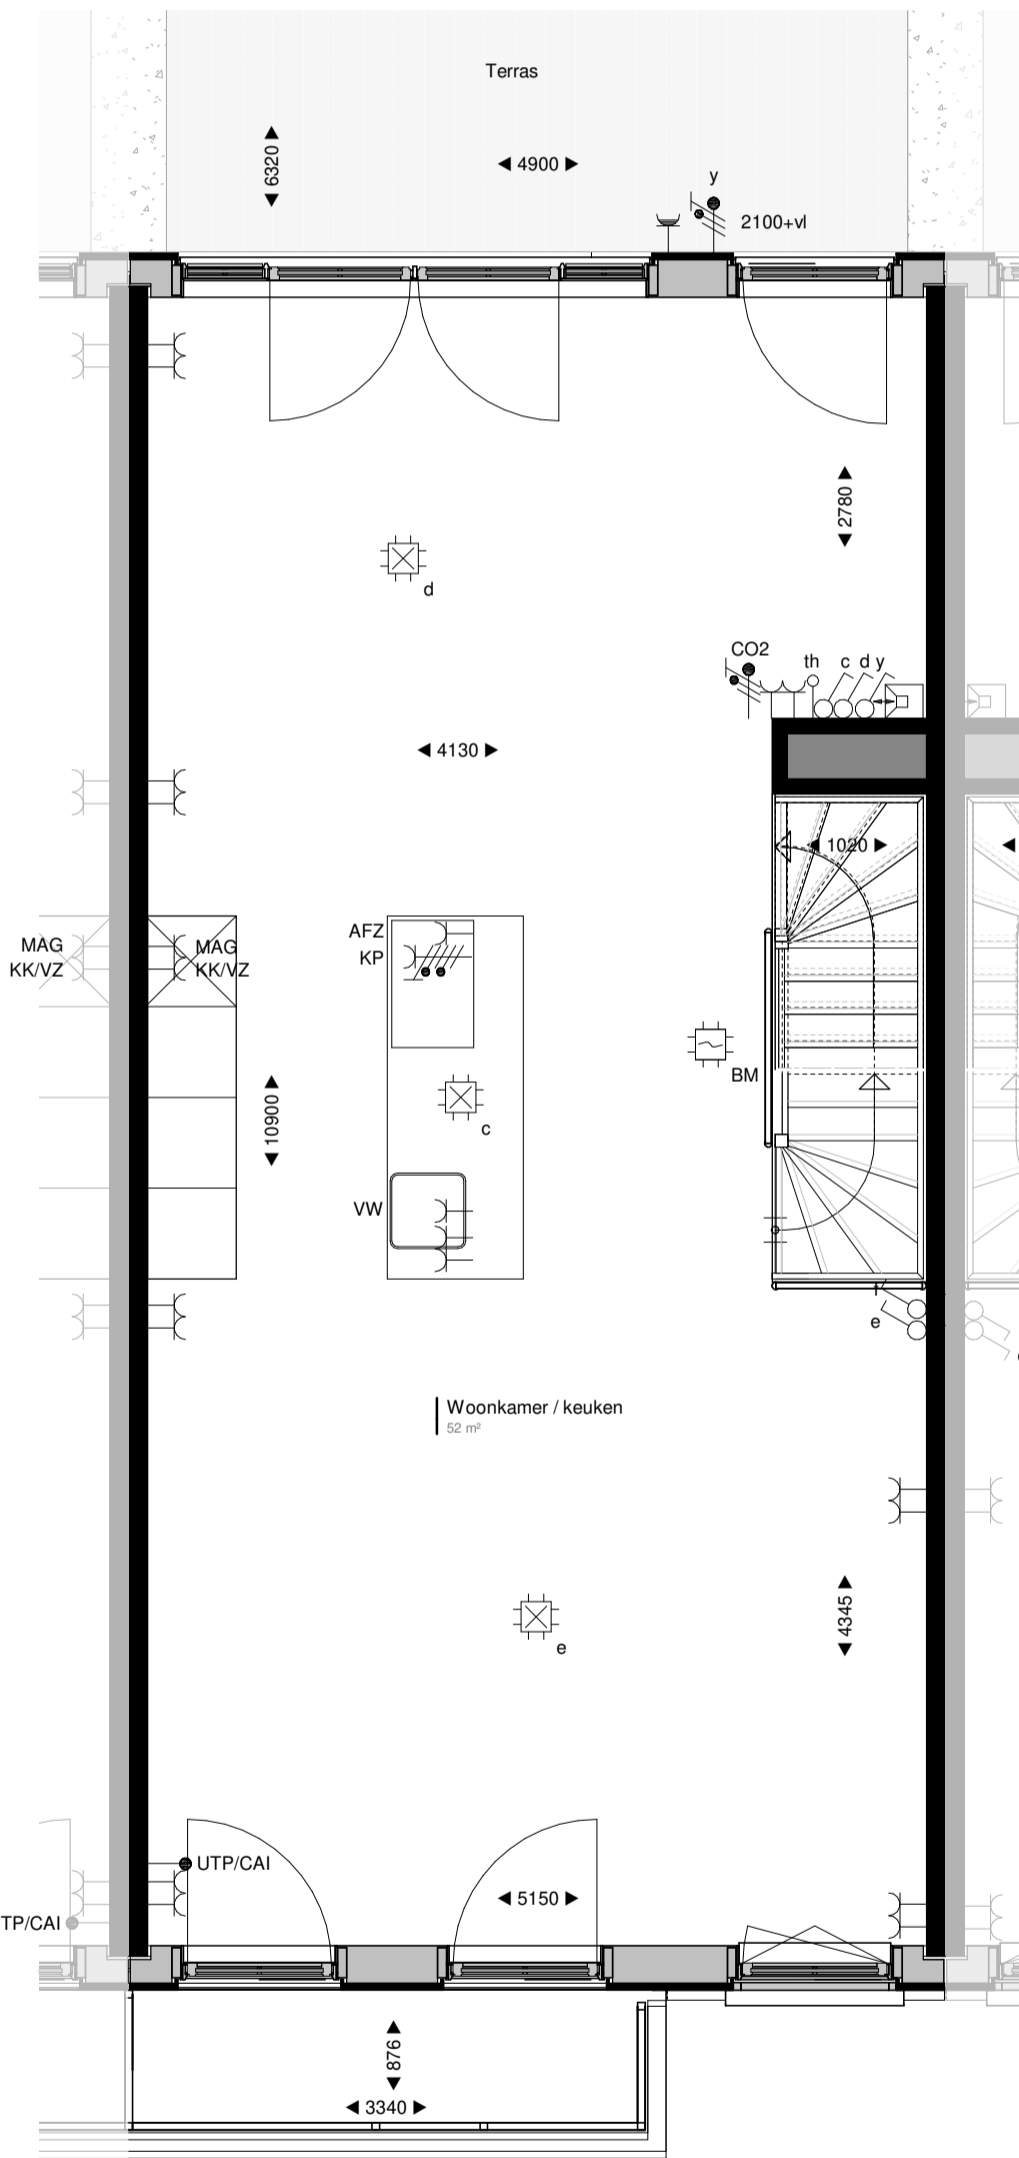 Terras
6320
4900
y
2100+vl
2780
d
CO2
th
c
d
y
4130
1020
AFZ
KP
MAG
KK/VZ
MAG
KK/VZ
BM
10900
c
VW
e
Woonkamer / keuken
52 m²
4345
e
UTP/CAI
5150
TP/CAI
876
3340